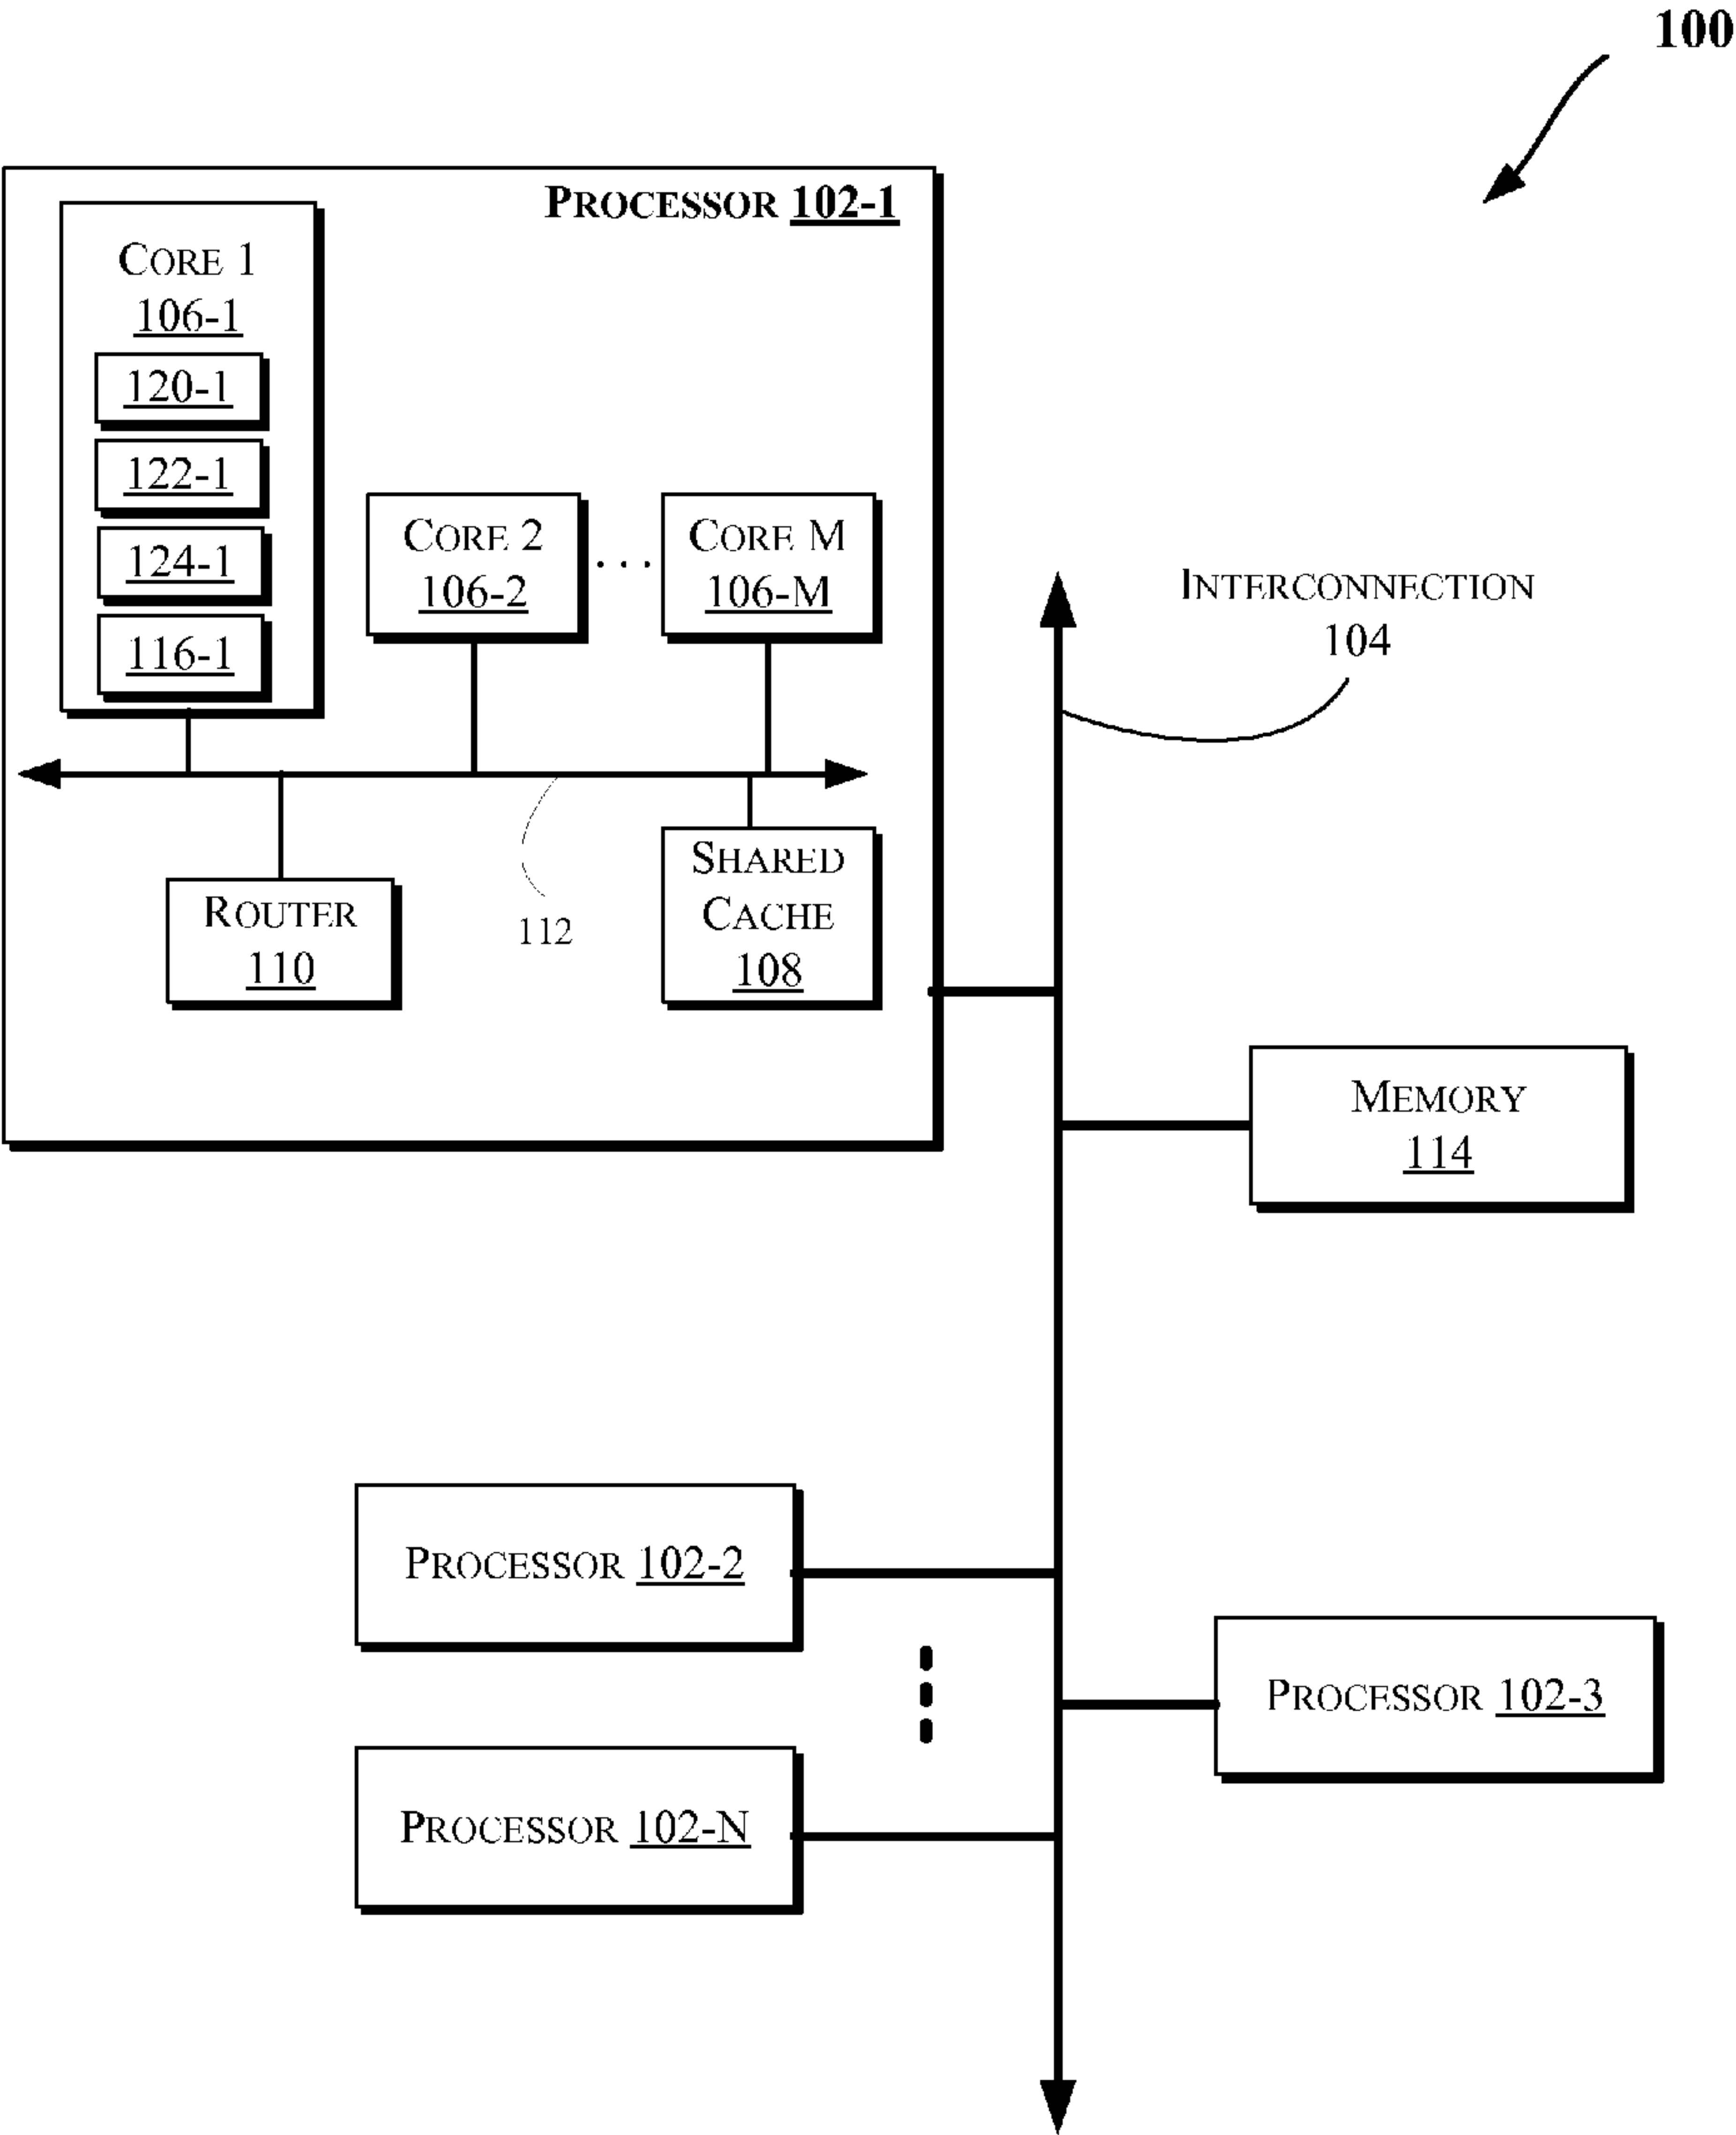 100
PROCESSOR 102-1
CORE 1
106-1
120-1
122-1
124-1
116-1
CORE 2
106-2
. . .
CORE M
106-M
INTERCONNECTION
104
112
ROUTER
110
SHARED
CACHE
108
MEMORY
114
PROCESSOR 102-2
PROCESSOR 102-3
PROCESSOR 102-N